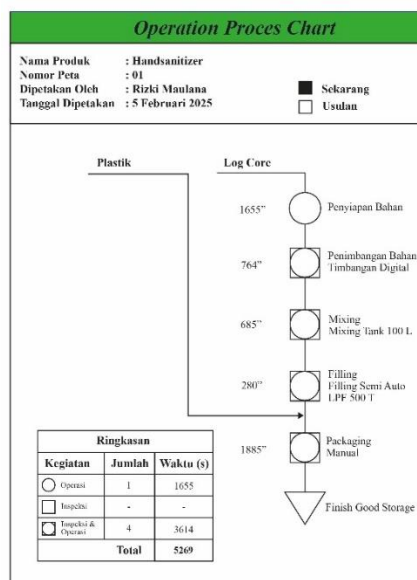 Operation Proces Chart
Nama Produk : Handsanitizer
Nomor Peta : 01
Dipetakan Oleh : Rizki Maulana
Tanggal Dipetakan : 5 Februari 2025
Sekarang
Usulan
Plastik
Log Core
1655” Penyiapan Bahan
764” Penimbangan Bahan
Timbangan Digital
685” Mixing
Mixing Tank 100 L
280” Filling
Filling Semi Auto
LPF 500 T
1885” Packaging
Manual
Finish Good Storage
Ringkasan
Kegiatan Jumlah Waktu (s)
Operasi 1 1655
Inspeksi - -
Inspeksi &
Operasi 4 3614
Total 5269